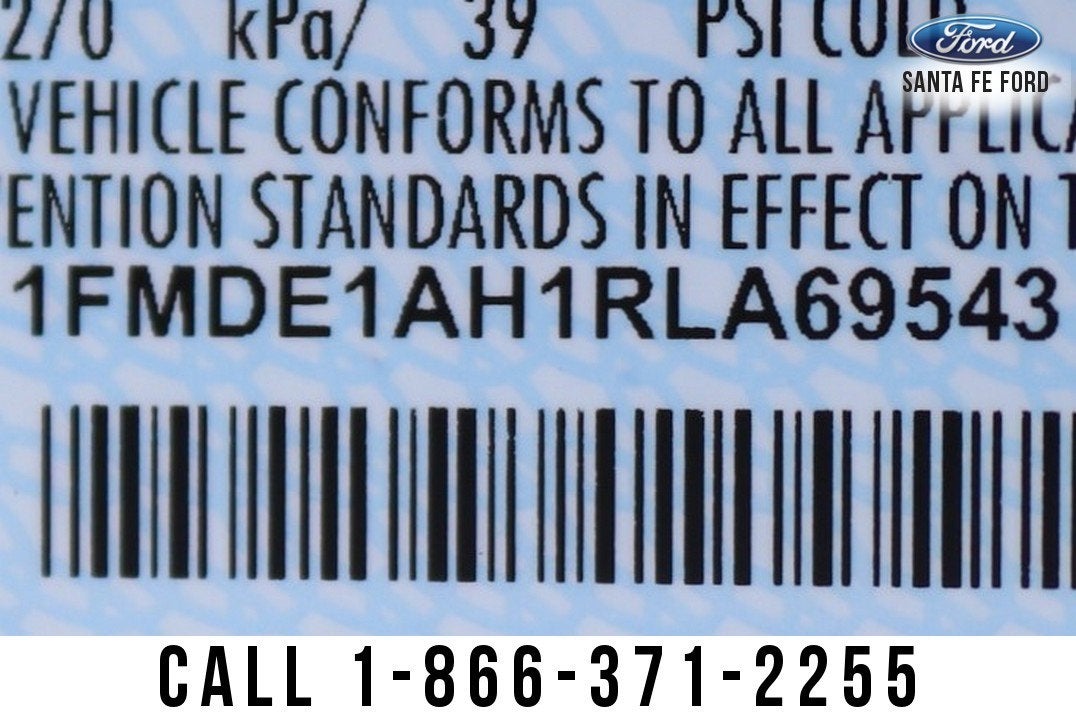 270 kPa/ 39 PSI COLD
Ford
SANTA FE FORD
VEHICLE CONFORMS TO ALL APPLICA
ENTION STANDARDS IN EFFECT ON T
1FMDE1AH1RLA69543
CALL 1-866-371-2255